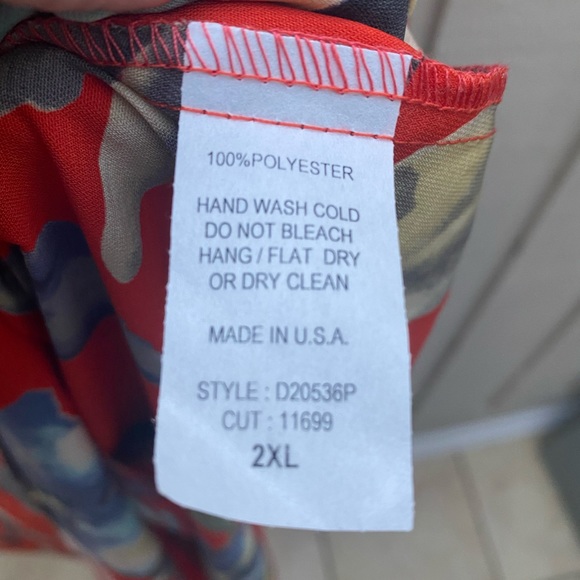 100%POLYESTER
HAND WASH COLD
DO NOT BLEACH
HANG / FLAT DRY
OR DRY CLEAN
MADE IN U.S.A.
STYLE : D20536P
CUT : 11699
2XL